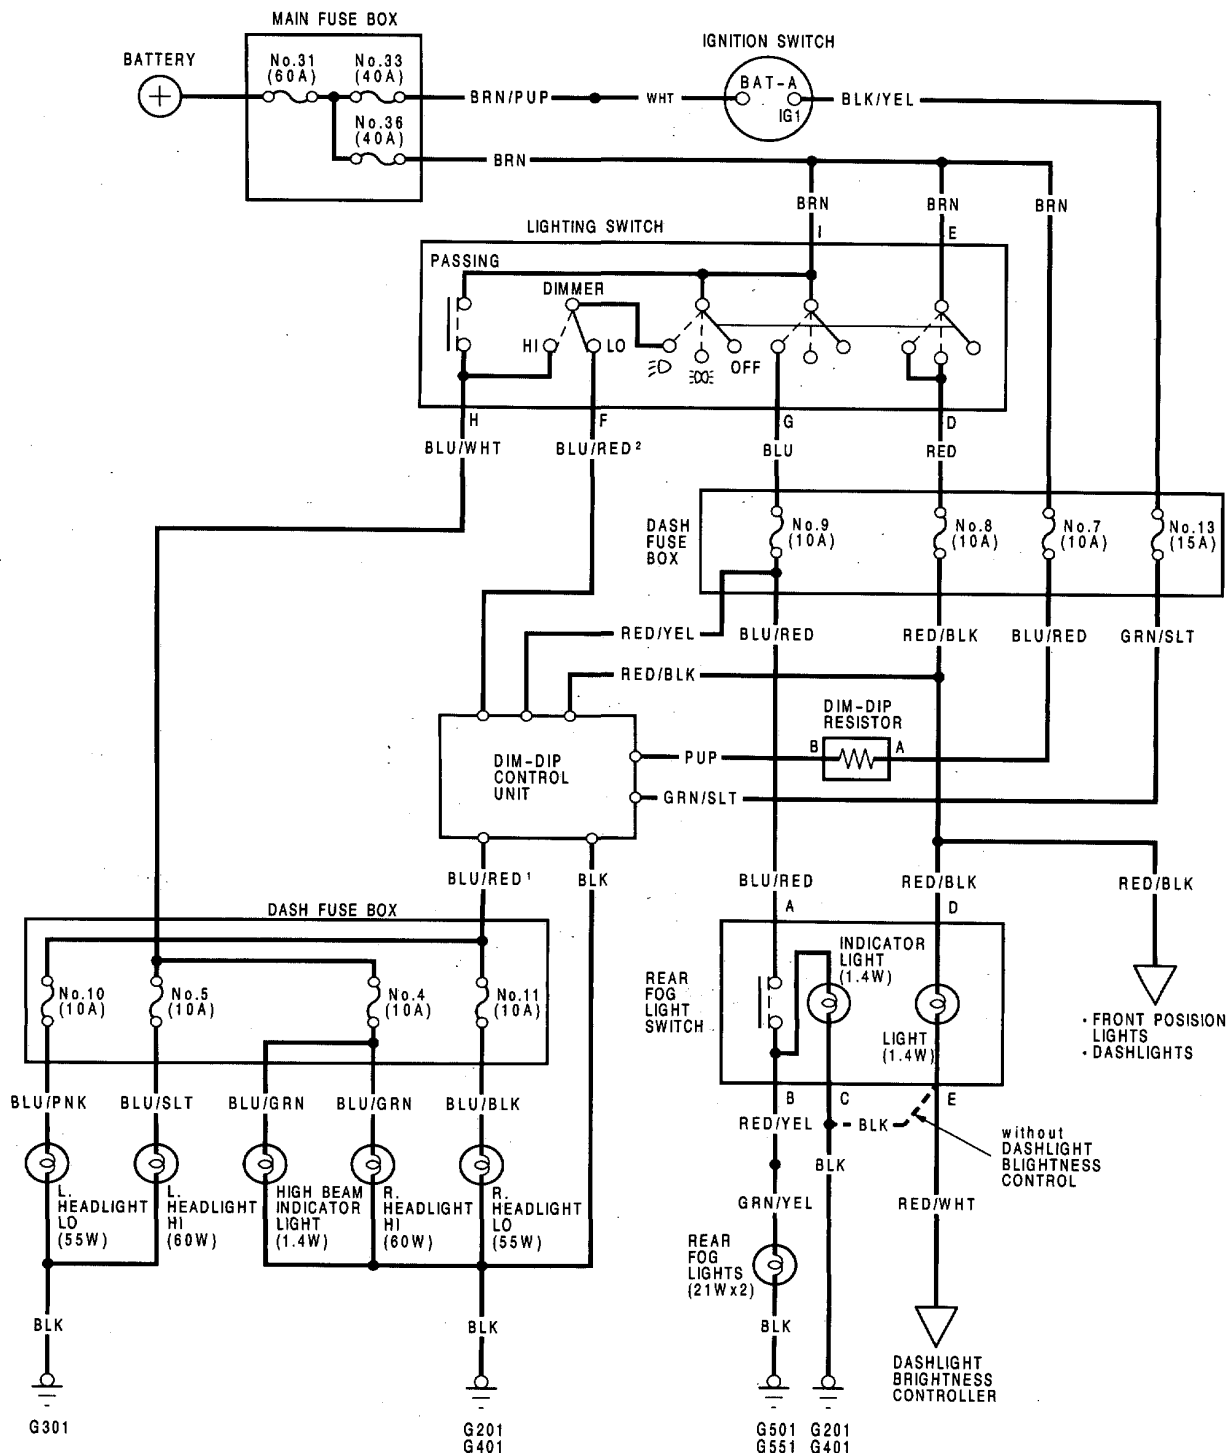 MAIN FUSE BOX
BATTERY
No.31
(60A)
No.33
(40A)
No.36
(40A)
BRN/PUP
WHT
IGNITION SWITCH
BAT-A
IG1
BLK/YEL
BRN
BRN
BRN
BRN
LIGHTING SWITCH
I
E
PASSING
DIMMER
HI
LO
OFF
H
F
G
D
BLU/WHT
BLU/RED²
BLU
RED
DASH
FUSE
BOX
No.9
(10A)
No.8
(10A)
No.7
(10A)
No.13
(15A)
RED/YEL
BLU/RED
RED/BLK
BLU/RED
GRN/SLT
RED/BLK
DIM-DIP
RESISTOR
B
A
DIM-DIP
CONTROL
UNIT
PUP
GRN/SLT
BLU/RED¹
BLK
BLU/RED
RED/BLK
RED/BLK
A
D
DASH FUSE BOX
No.10
(10A)
No.5
(10A)
No.4
(10A)
No.11
(10A)
REAR
FOG
LIGHT
SWITCH
INDICATOR
LIGHT
(1.4W)
LIGHT
(1.4W)
• FRONT POSISION
LIGHTS
• DASHLIGHTS
B
C
E
BLU/PNK
BLU/SLT
BLU/GRN
BLU/GRN
BLU/BLK
RED/YEL
BLK
without
DASHLIGHT
BLIGHTNESS
CONTROL
BLK
L.
HEADLIGHT
LO
(55W)
L.
HEADLIGHT
HI
(60W)
HIGH BEAM
INDICATOR
LIGHT
(1.4W)
R.
HEADLIGHT
HI
(60W)
R.
HEADLIGHT
LO
(55W)
GRN/YEL
RED/WHT
REAR
FOG
LIGHTS
(21Wx2)
BLK
BLK
BLK
DASHLIGHT
BRIGHTNESS
CONTROLLER
G301
G201
G401
G501
G551
G201
G401